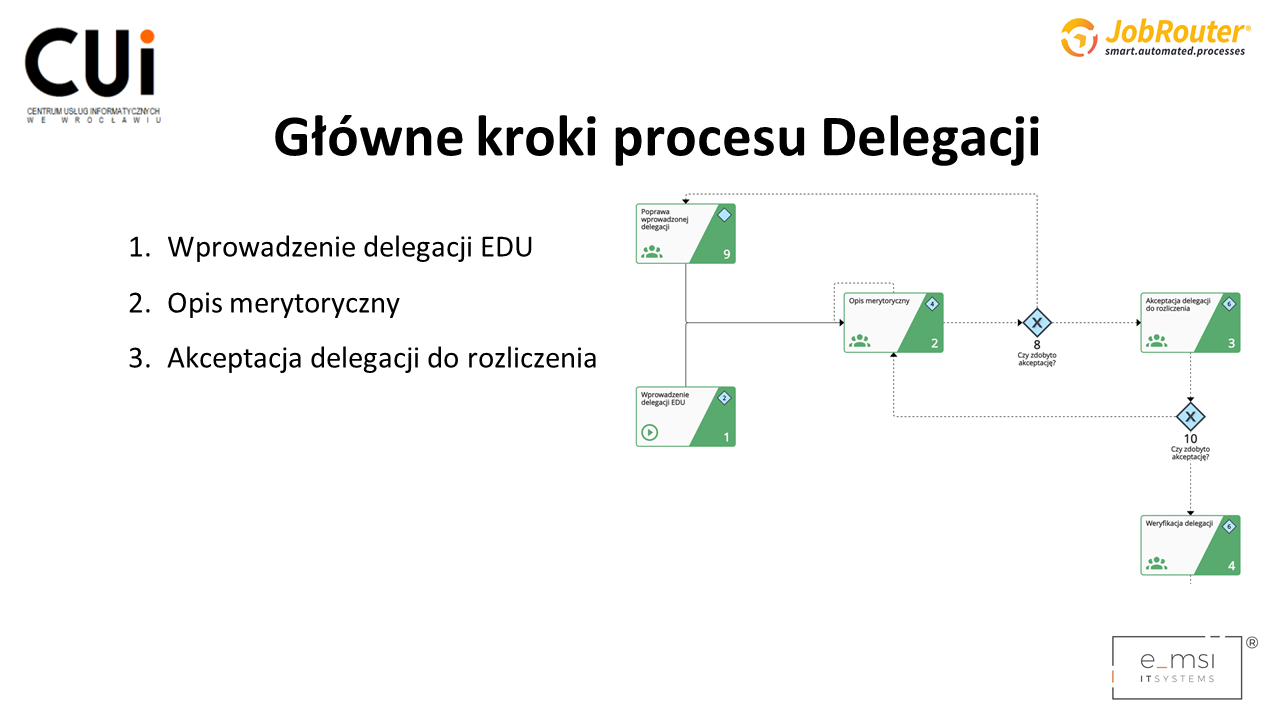 CUi
CENTRUM USŁUG INFORMATYCZNYCH
WE WROCŁAWIU
JobRouter®
smart.automated.processes
Główne kroki procesu Delegacji
1. Wprowadzenie delegacji EDU
2. Opis merytoryczny
3. Akceptacja delegacji do rozliczenia
Poprawa
wprowadzonej
delegacji
9
Opis merytoryczny
4
2
X
8
Czy zdobyto
akceptację?
Akceptacja delegacji
do rozliczenia
6
3
Wprowadzenie
delegacji EDU
2
1
X
10
Czy zdobyto
akceptację?
Weryfikacja delegacji
6
4
e_msi ®
ITSYSTEMS